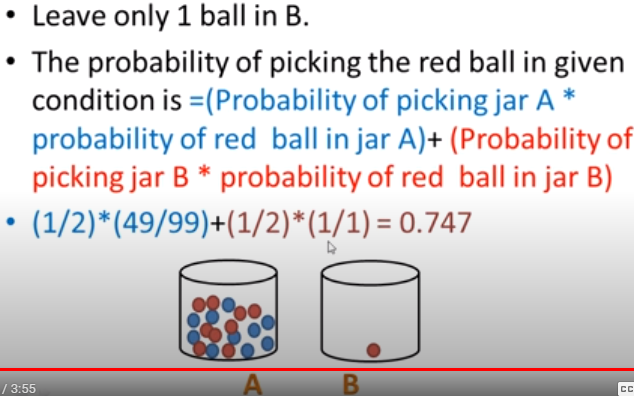 • Leave only 1 ball in B.
• The probability of picking the red ball in given
condition is =(Probability of picking jar A *
probability of red ball in jar A)+ (Probability of
picking jar B * probability of red ball in jar B)
• (1/2)*(49/99)+(1/2)*(1/1) = 0.747
A B
/ 3:55
CC